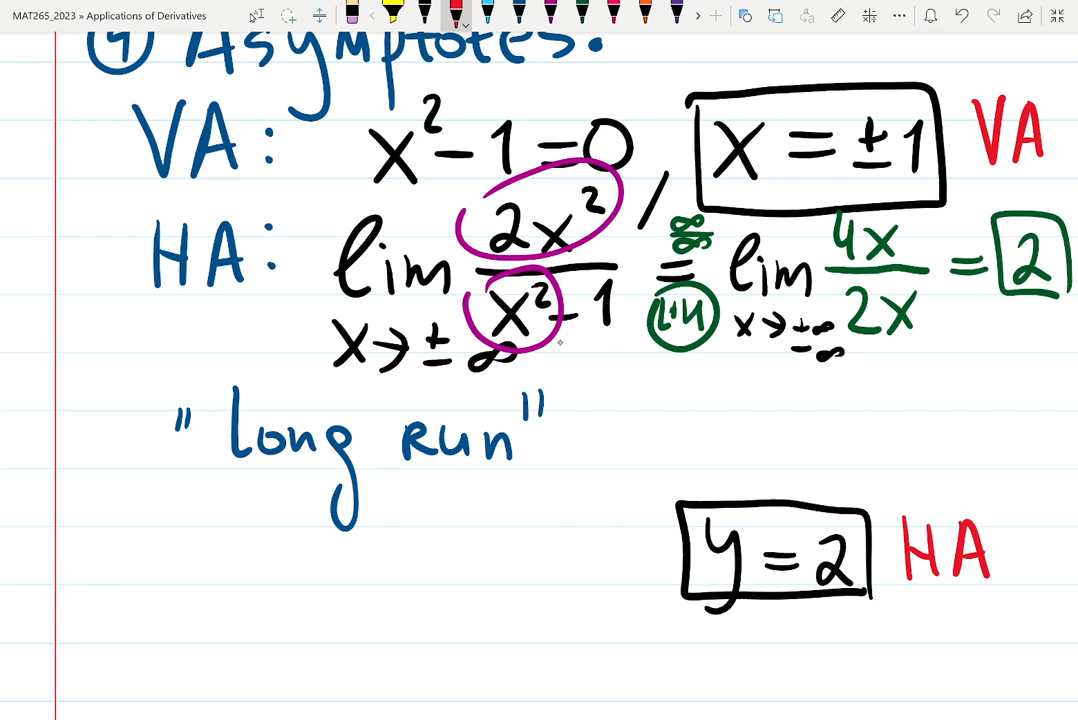 MAT265_2023 » Applications of Derivatives
④ Asymptotes:
VA: x² - 1 = 0, x = ±1 VA
HA: lim x→±∞ 2x² / x² - 1 = ∞/∞ L'H lim x→±∞ 4x / 2x = 2
"long run"
y = 2 HA